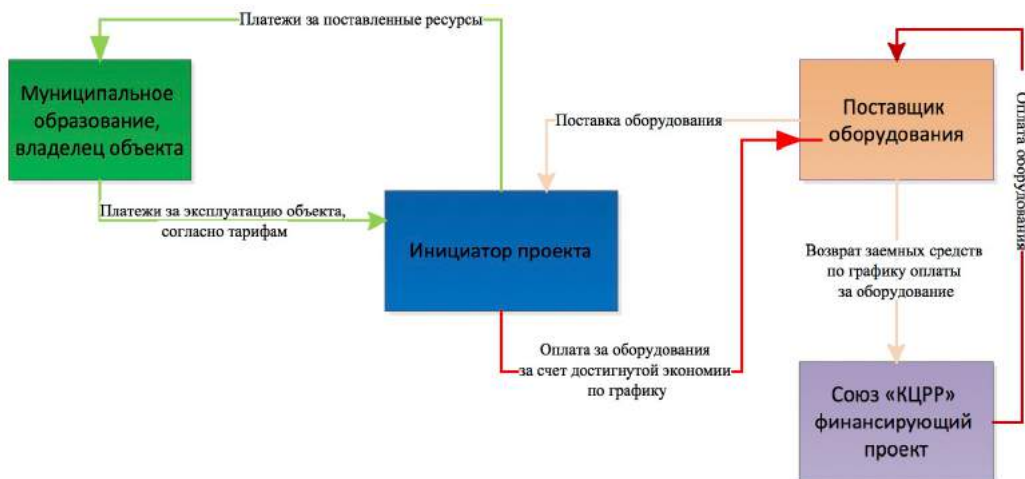 Платежи за поставленные ресурсы
Муниципальное
образование,
владелец объекта
Поставка оборудования
Поставщик
оборудования
Оплата оборудования
Платежи за эксплуатацию объекта,
согласно тарифам
Инициатор проекта
Возврат заемных средств
по графику оплаты
за оборудование
Оплата за оборудования
за счет достигнутой экономии
по графику
Союз «КЦРР»
финансирующий
проект